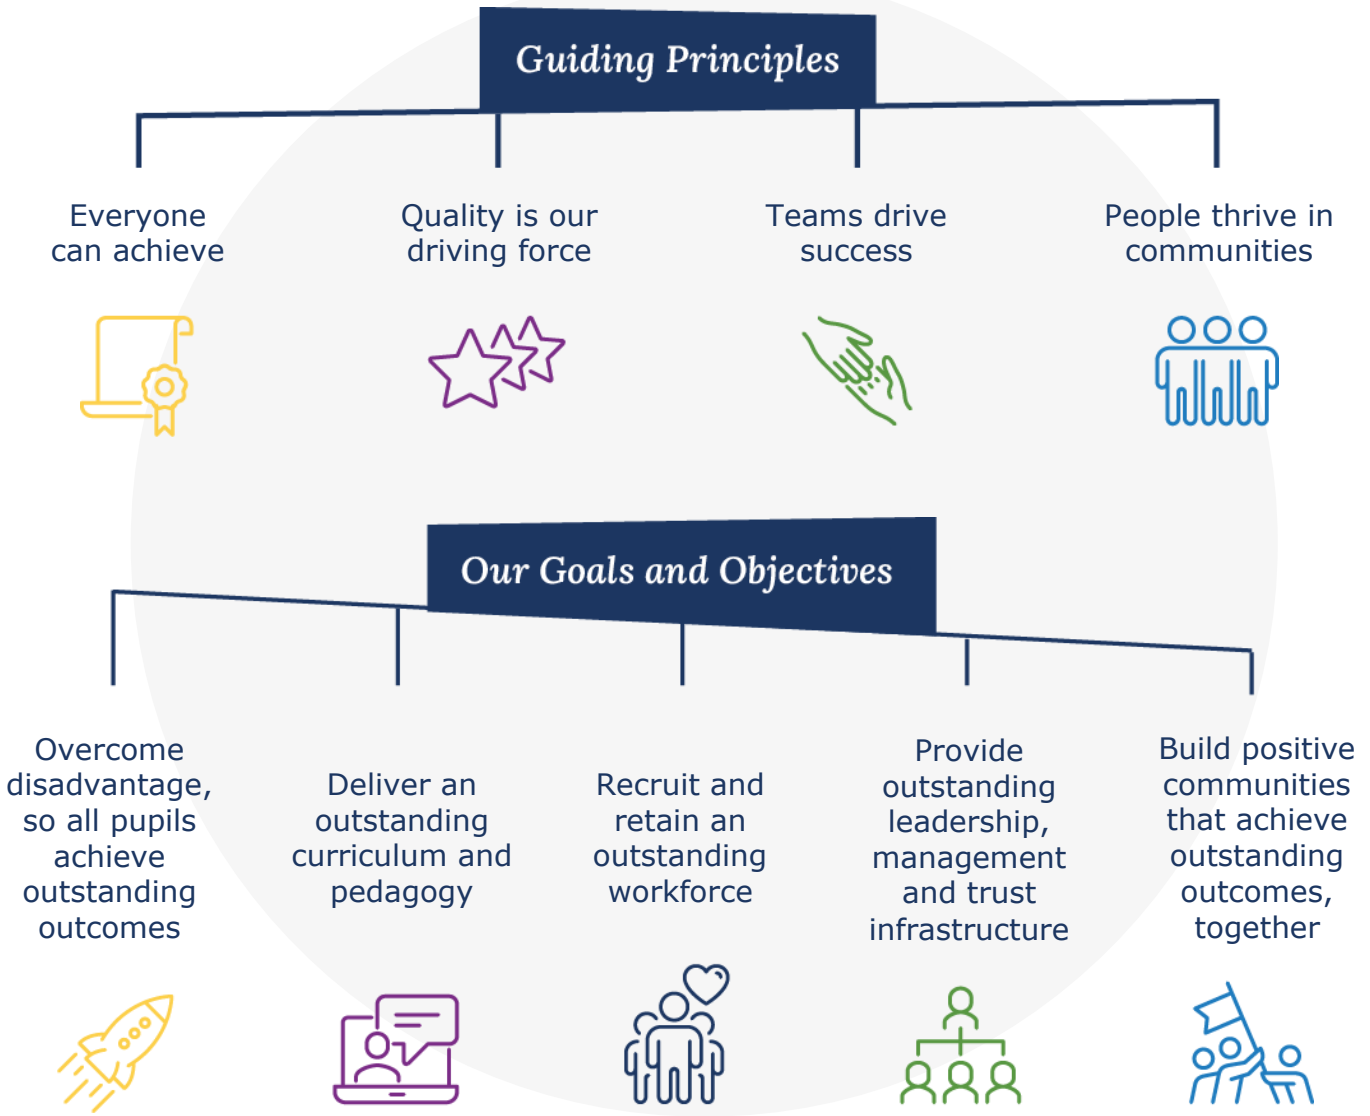 Guiding Principles
Everyone
can achieve
Quality is our
driving force
Teams drive
success
People thrive in
communities
Our Goals and Objectives
Overcome
disadvantage,
so all pupils
achieve
outstanding
outcomes
Deliver an
outstanding
curriculum and
pedagogy
Recruit and
retain an
outstanding
workforce
Provide
outstanding
leadership,
management
and trust
infrastructure
Build positive
communities
that achieve
outstanding
outcomes,
together